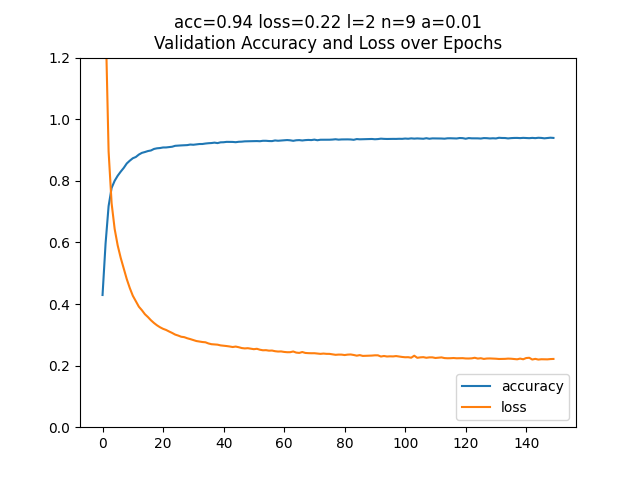 acc=0.94 loss=0.22 l=2 n=9 a=0.01
Validation Accuracy and Loss over Epochs
1.2
1.0
0.8
0.6
0.4
0.2
0.0
accuracy
loss
0 20 40 60 80 100 120 140